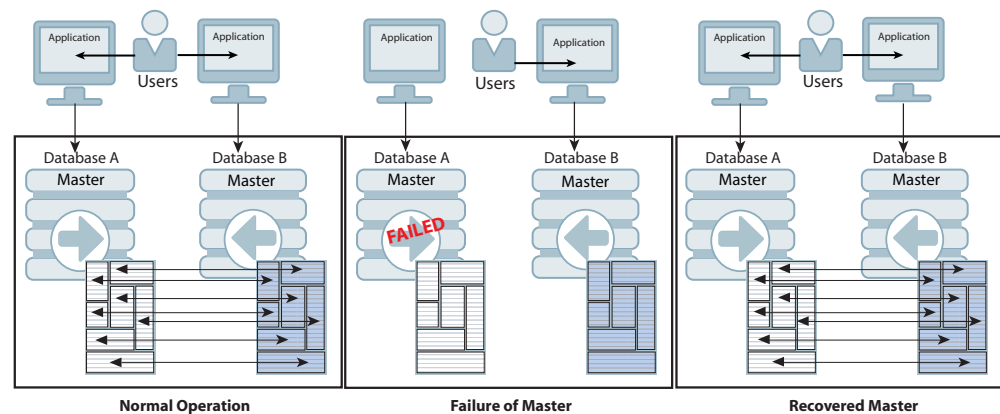 Application
Application
Users
Database A
Database B
Master
Master
Normal Operation
Application
Application
Users
Database A
Database B
Master
Master
FAILED
Failure of Master
Application
Application
Users
Database A
Database B
Master
Master
Recovered Master